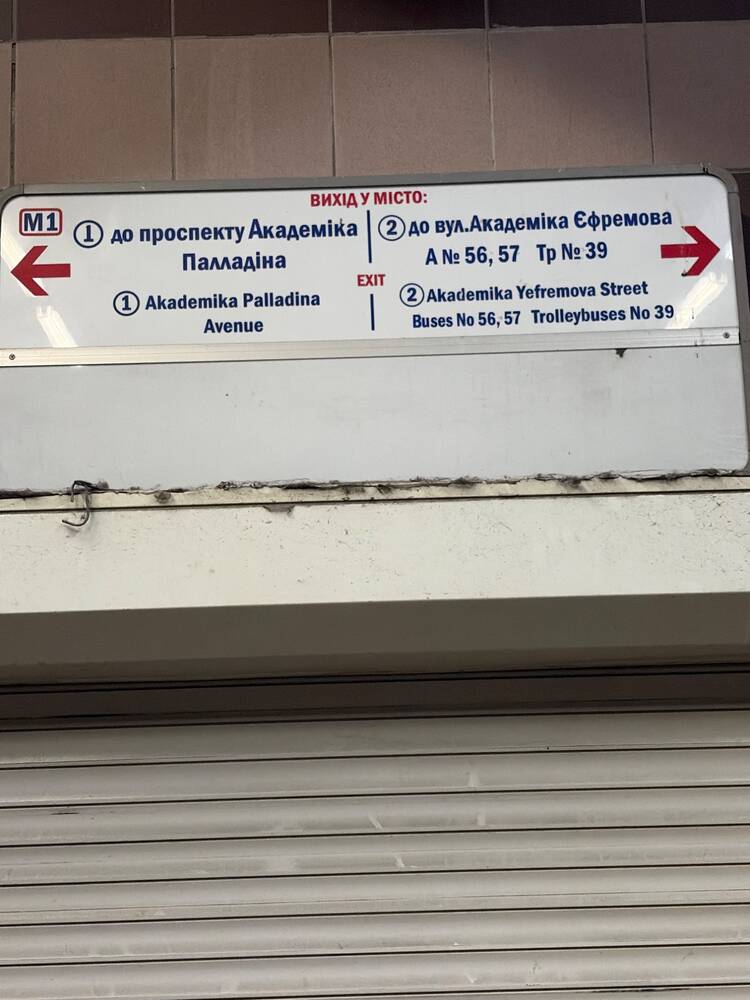 ВИХІД У МІСТО:
М1
1 до проспекту Академіка
Палладіна
2 до вул.Академіка Єфремова
А № 56, 57 Тр № 39
EXIT
1 Akademika Palladina
Avenue
2 Akademika Yefremova Street
Buses No 56, 57 Trolleybuses No 39